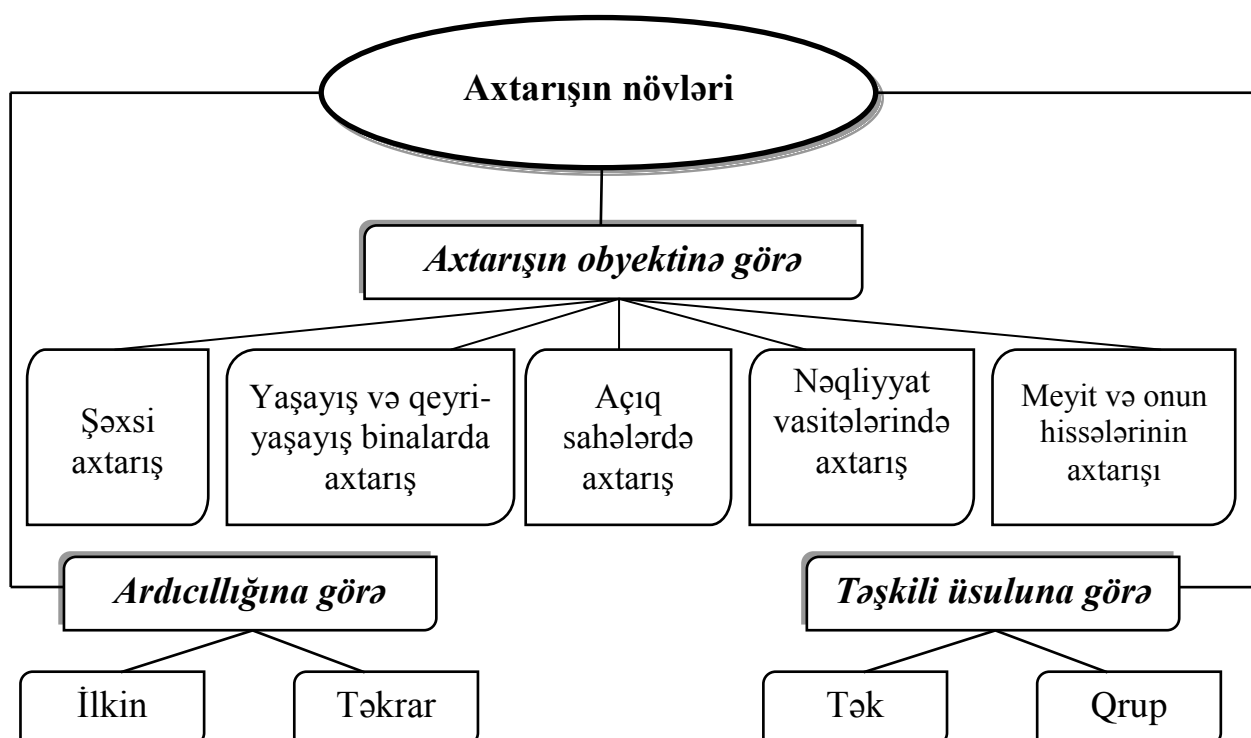 Axtarışın növləri
Axtarışın obyektinə görə
Şəxsi
axtarış
Yaşayış və qeyri-
yaşayış binalarda
axtarış
Açıq
sahələrdə
axtarış
Nəqliyyat
vasitələrində
axtarış
Meyit və onun
hissələrinin
axtarışı
Ardıcıllığına görə
Təşkili üsuluna görə
İlkin
Təkrar
Tək
Qrup